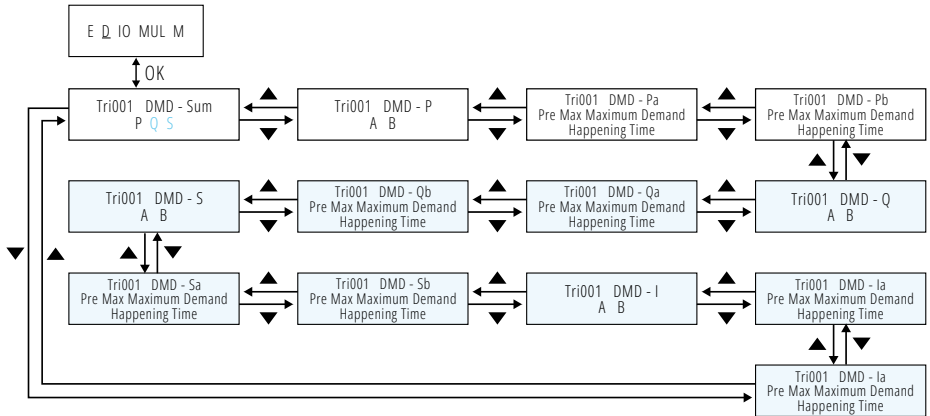 E D IO MUL M
OK
Tri001 DMD - Sum
P Q S
Tri001 DMD - P
A B
Tri001 DMD - Pa
Pre Max Maximum Demand
Happening Time
Tri001 DMD - Pb
Pre Max Maximum Demand
Happening Time
Tri001 DMD - S
A B
Tri001 DMD - Qb
Pre Max Maximum Demand
Happening Time
Tri001 DMD - Qa
Pre Max Maximum Demand
Happening Time
Tri001 DMD - Q
A B
Tri001 DMD - Sa
Pre Max Maximum Demand
Happening Time
Tri001 DMD - Sb
Pre Max Maximum Demand
Happening Time
Tri001 DMD - I
A B
Tri001 DMD - Ia
Pre Max Maximum Demand
Happening Time
Tri001 DMD - Ia
Pre Max Maximum Demand
Happening Time